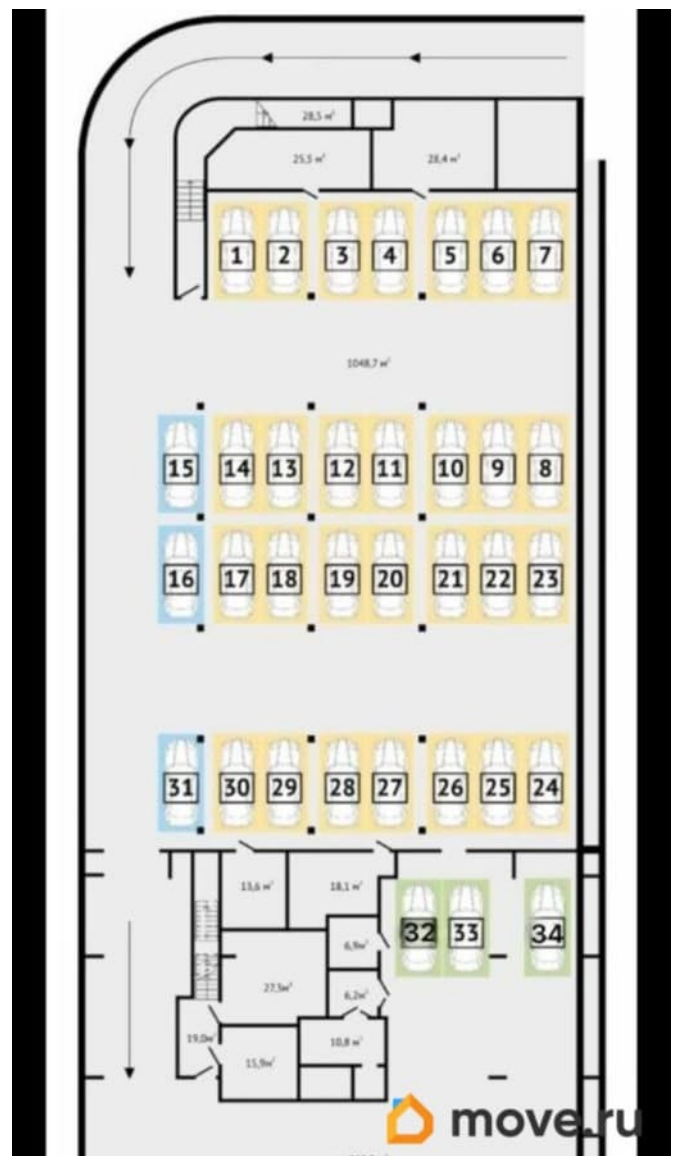 28,5 м²
25,3 м²
28,4 м²
1 2 3 4 5 6 7
1048,7 м²
15 14 13 12 11 10 9 8
16 17 18 19 20 21 22 23
31 30 29 28 27 26 25 24
13,6 м²
18,1 м²
32 33 34
6,9м²
27,5м²
6,2м²
19,0м²
10,8 м²
15,9м²
move.ru